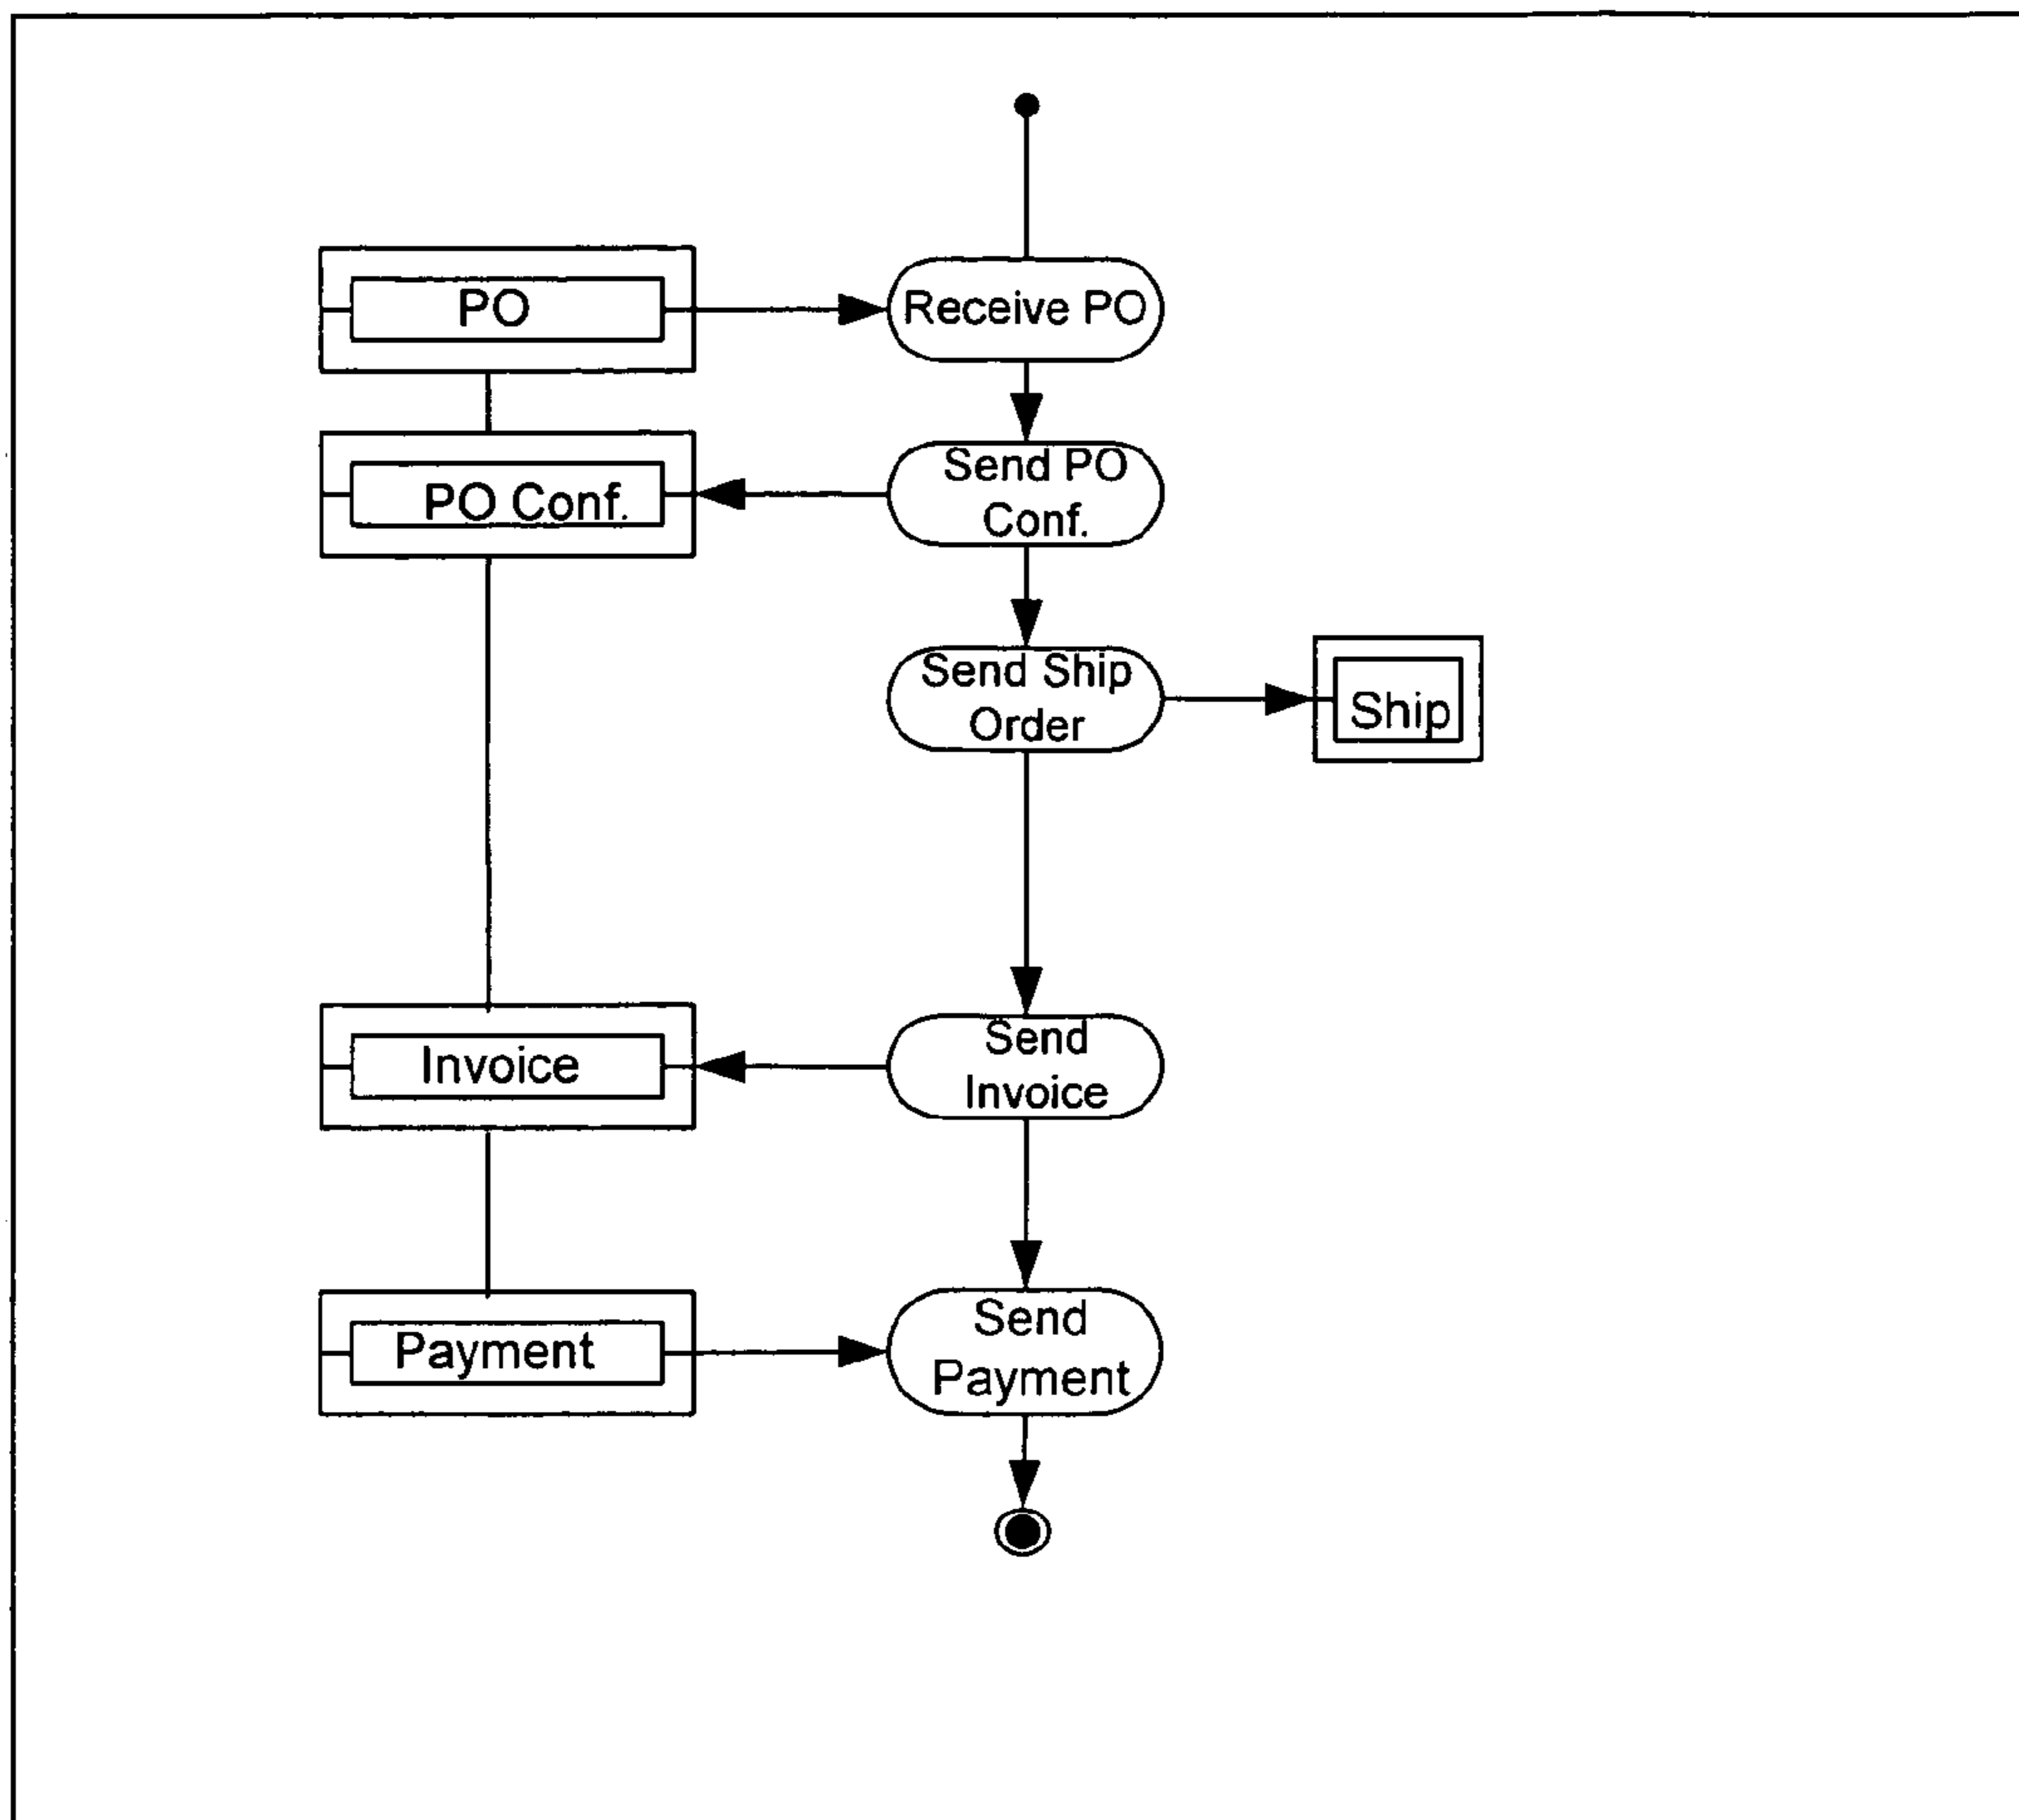 PO
Receive PO
PO Conf.
Send PO
Conf.
Send Ship
Order
Ship
Invoice
Send
Invoice
Payment
Send
Payment